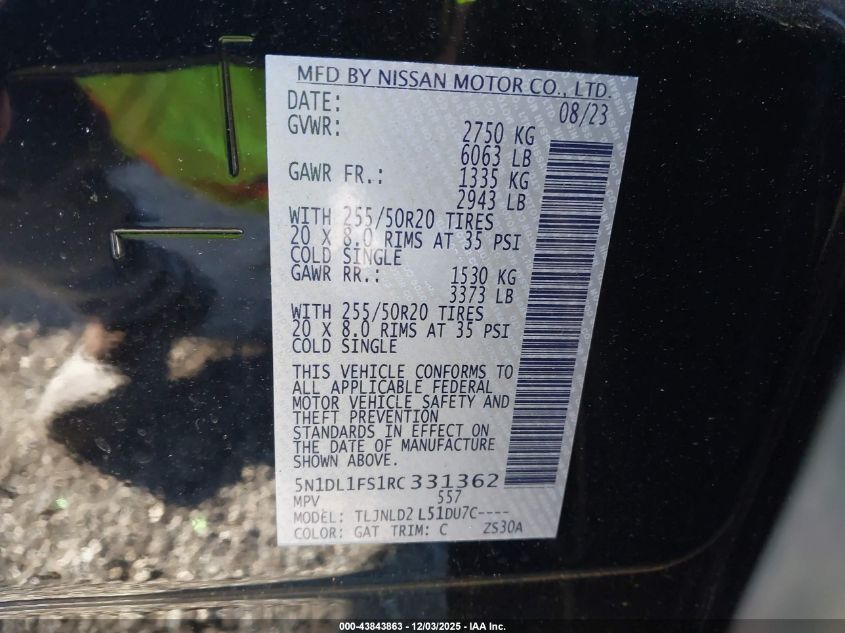 MFD BY NISSAN MOTOR CO., LTD.
DATE: 08/23
GVWR: 2750 KG
6063 LB
GAWR FR.: 1335 KG
2943 LB
WITH 255/50R20 TIRES
20 X 8.0 RIMS AT 35 PSI
COLD SINGLE
GAWR RR.: 1530 KG
3373 LB
WITH 255/50R20 TIRES
20 X 8.0 RIMS AT 35 PSI
COLD SINGLE
THIS VEHICLE CONFORMS TO
ALL APPLICABLE FEDERAL
MOTOR VEHICLE SAFETY AND
THEFT PREVENTION
STANDARDS IN EFFECT ON
THE DATE OF MANUFACTURE
SHOWN ABOVE.
5N1DL1FS1RC331362
MPV 557
MODEL: TLJNLD2 L51DU7C----
COLOR: GAT TRIM: C ZS30A
000-43843863 - 12/03/2025 - IAA Inc.